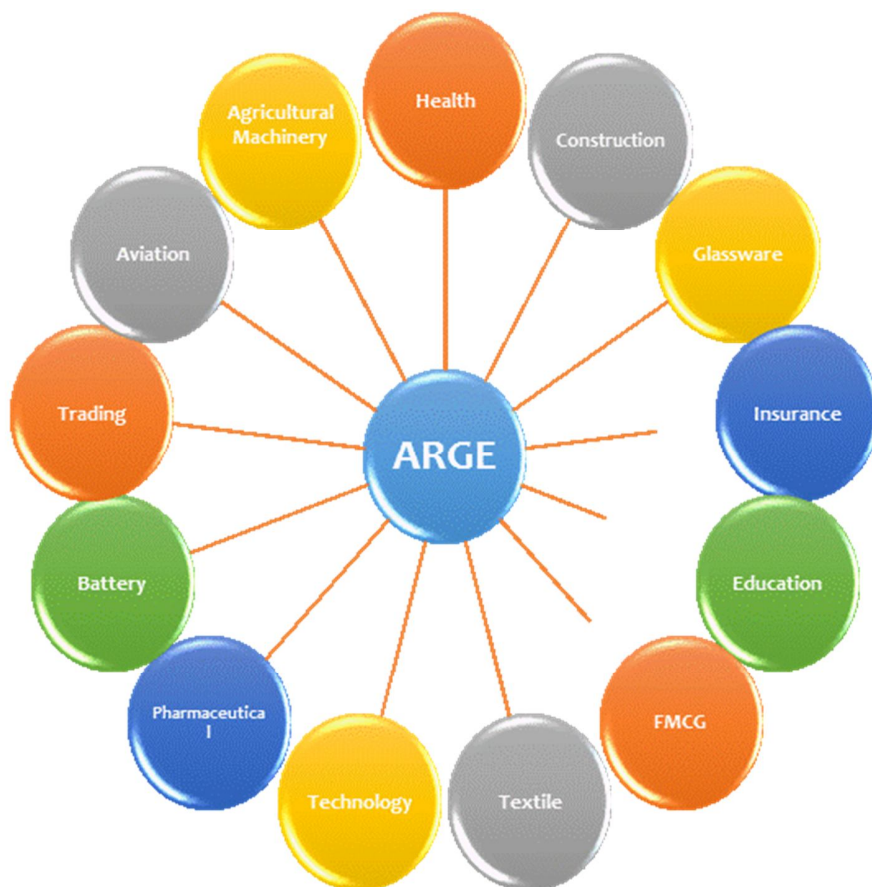 Health
Construction
Glassware
Insurance
Education
FMCG
Textile
Technology
Pharmaceutica
l
Battery
Trading
Aviation
Agricultural
Machinery
ARGE